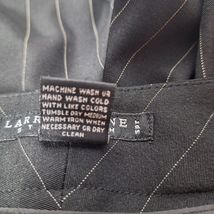 MACHINE WASH OR
HAND WASH COLD
WITH LIKE COLORS
TUMBLE DRY MEDIUM
WARM IRON WHEN
NECESSARY OR DRY
CLEAN